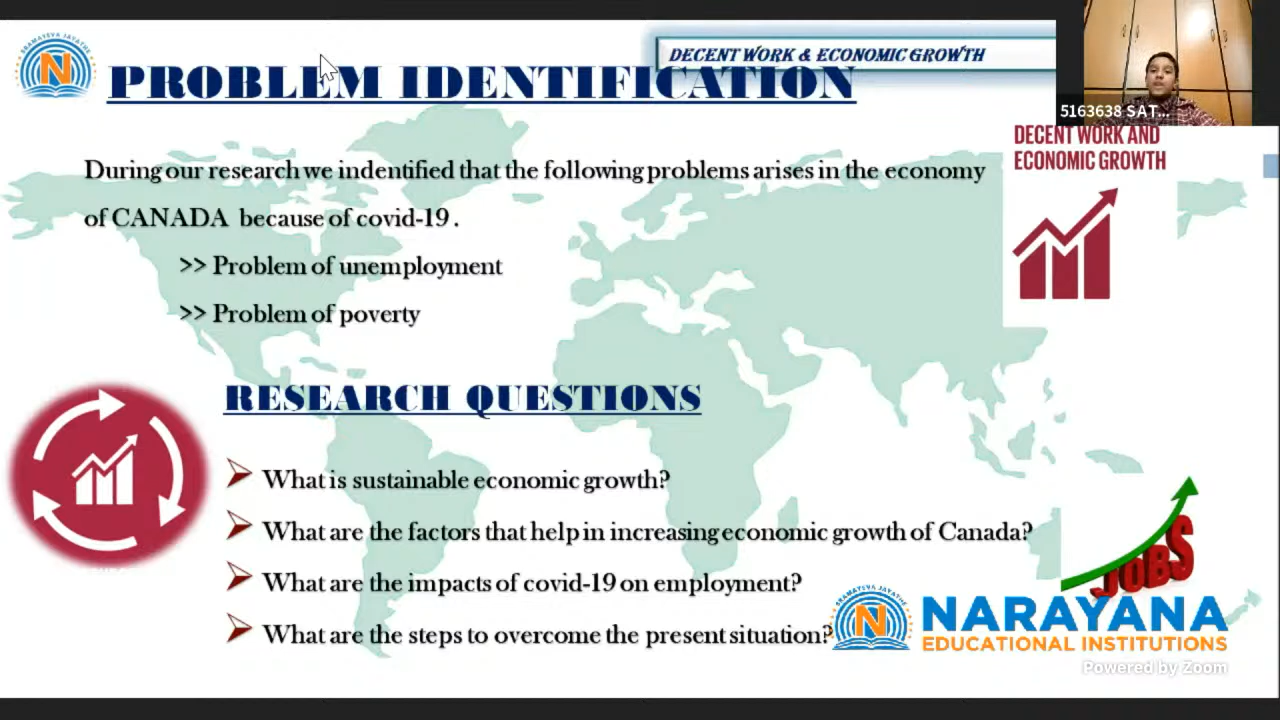 SRAMAYEVA JAYATHE
N
DECENT WORK & ECONOMIC GROWTH
PROBLEM IDENTIFICATION
5163638 SAT...
DECENT WORK AND
ECONOMIC GROWTH
During our research we indentified that the following problems arises in the economy
of CANADA because of covid-19 .
>> Problem of unemployment
>> Problem of poverty
RESEARCH QUESTIONS
What is sustainable economic growth?
What are the factors that help in increasing economic growth of Canada?
What are the impacts of covid-19 on employment?
What are the steps to overcome the present situation?
JOBS
SRAMAYEVA JAYATHE
N
NARAYANA
EDUCATIONAL INSTITUTIONS
Powered by Zoom